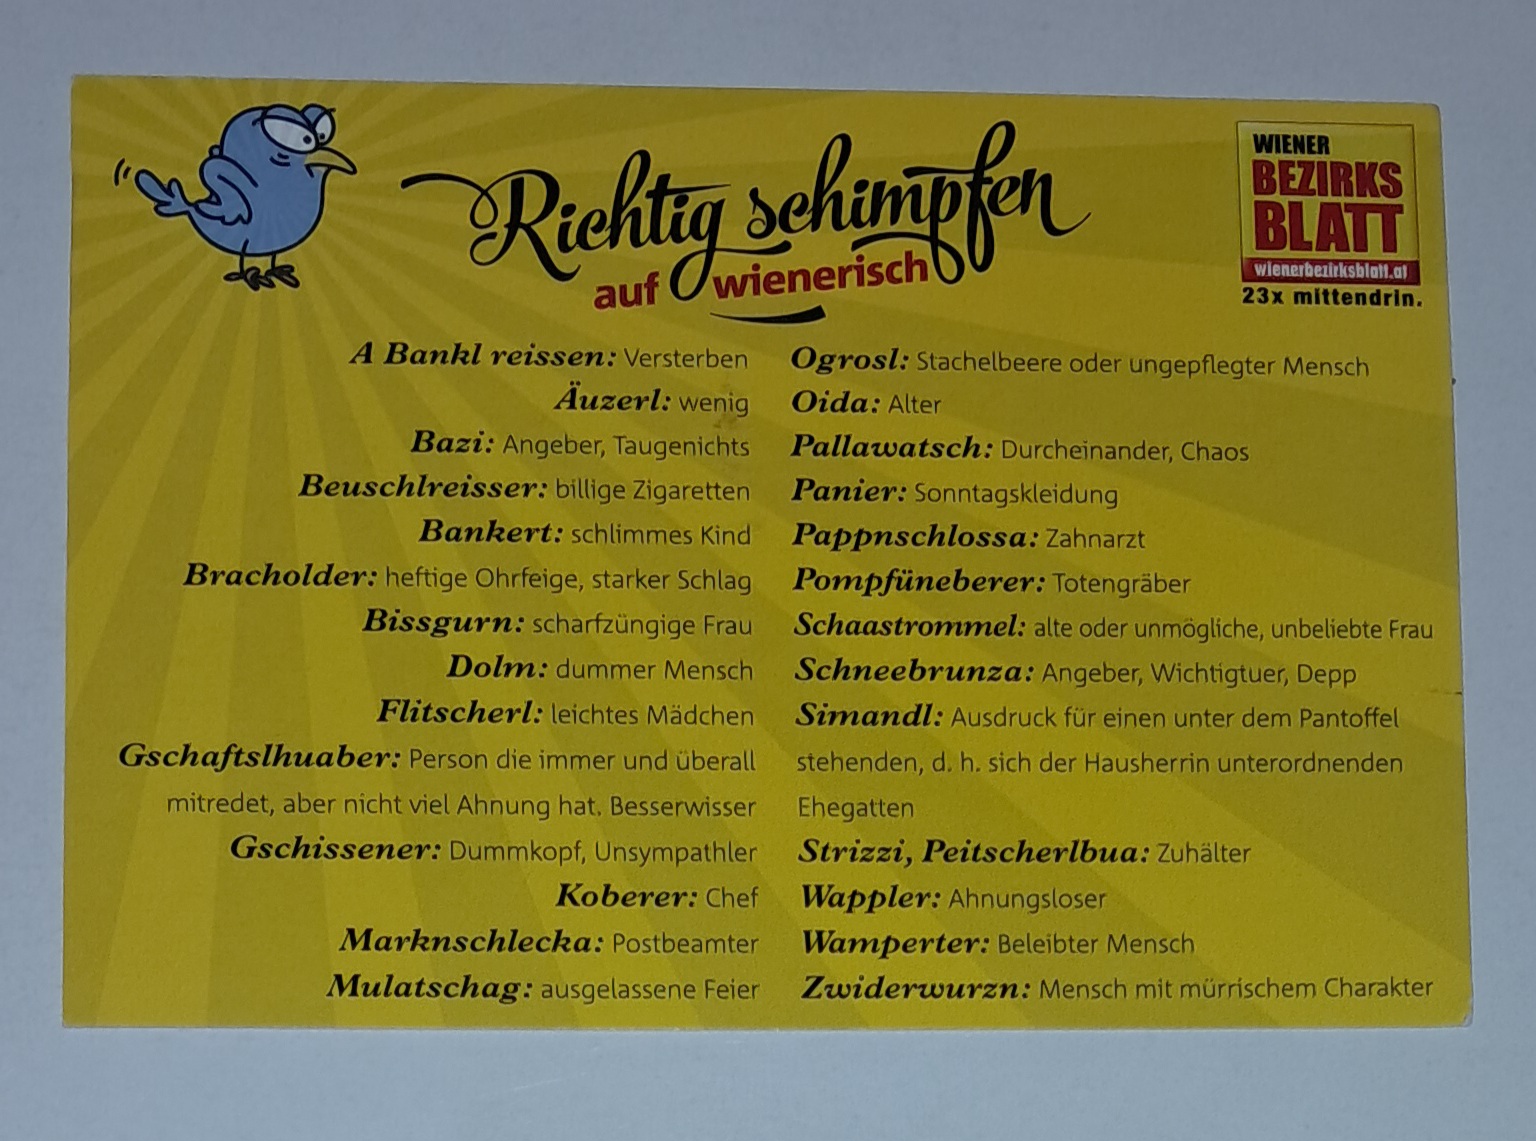 Richtig schimpfen
auf wienerisch
WIENER
BEZIRKS
BLATT
wienerbezirksblatt.at
23x mittendrin.
A Bankl reissen: Versterben
Äuzerl: wenig
Bazi: Angeber, Taugenichts
Beuschlreisser: billige Zigaretten
Bankert: schlimmes Kind
Bracholder: heftige Ohrfeige, starker Schlag
Bissgurn: scharfzüngige Frau
Dolm: dummer Mensch
Flitscherl: leichtes Mädchen
Gschaftslhuaber: Person die immer und überall
mitredet, aber nicht viel Ahnung hat. Besserwisser
Gschissener: Dummkopf, Unsympathler
Koberer: Chef
Marknschlecka: Postbeamter
Mulatschag: ausgelassene Feier
Ogrosl: Stachelbeere oder ungepflegter Mensch
Oida: Alter
Pallawatsch: Durcheinander, Chaos
Panier: Sonntagskleidung
Pappnschlossa: Zahnarzt
Pompfüneberer: Totengräber
Schaastrommel: alte oder unmögliche, unbeliebte Frau
Schneebrunza: Angeber, Wichtigtuer, Depp
Simandl: Ausdruck für einen unter dem Pantoffel
stehenden, d. h. sich der Hausherrin unterordnenden
Ehegatten
Strizzi, Peitscherlbua: Zuhälter
Wappler: Ahnungsloser
Wamperter: Beleibter Mensch
Zwiderwurzn: Mensch mit mürrischem Charakter